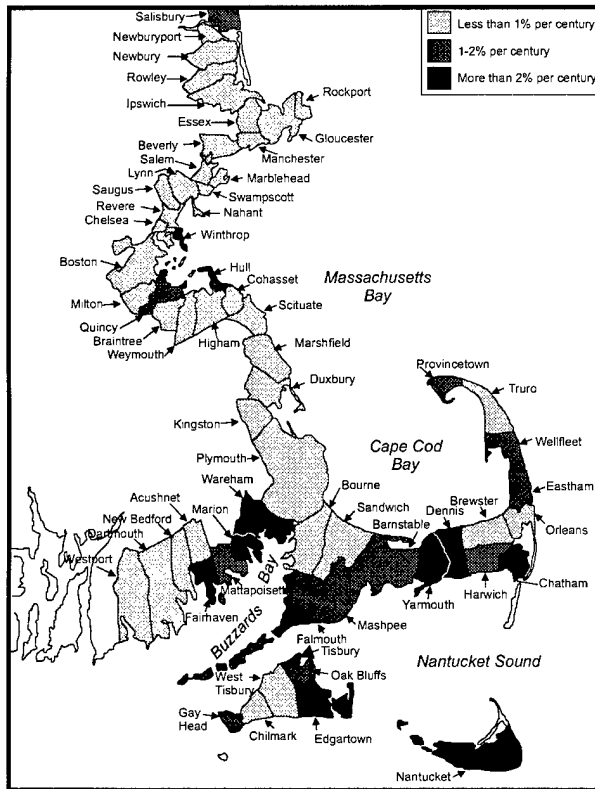 Salisbury
Newburyport
Newbury
Rowley
Ipswich
Essex
Rockport
Gloucester
Manchester
Beverly
Salem
Lynn
Marblehead
Saugus
Swampscott
Revere
Nahant
Chelsea
Winthrop
Boston
Hull
Cohasset
Milton
Scituate
Quincy
Braintree
Higham
Weymouth
Marshfield
Duxbury
Kingston
Plymouth
Wareham
Less than 1% per century
1-2% per century
More than 2% per century
Massachusetts
Bay
Provincetown
Truro
Wellfleet
Cape Cod
Bay
Eastham
Bourne
Sandwich
Barnstable
Dennis
Brewster
Orleans
Acushnet
New Bedford
Marion
Dartmouth
Westport
Mattapoisett
Fairhaven
Buzzards Bay
Harwich
Chatham
Yarmouth
Mashpee
Falmouth
Tisbury
West
Tisbury
Oak Bluffs
Gay
Head
Chilmark
Edgartown
Nantucket Sound
Nantucket